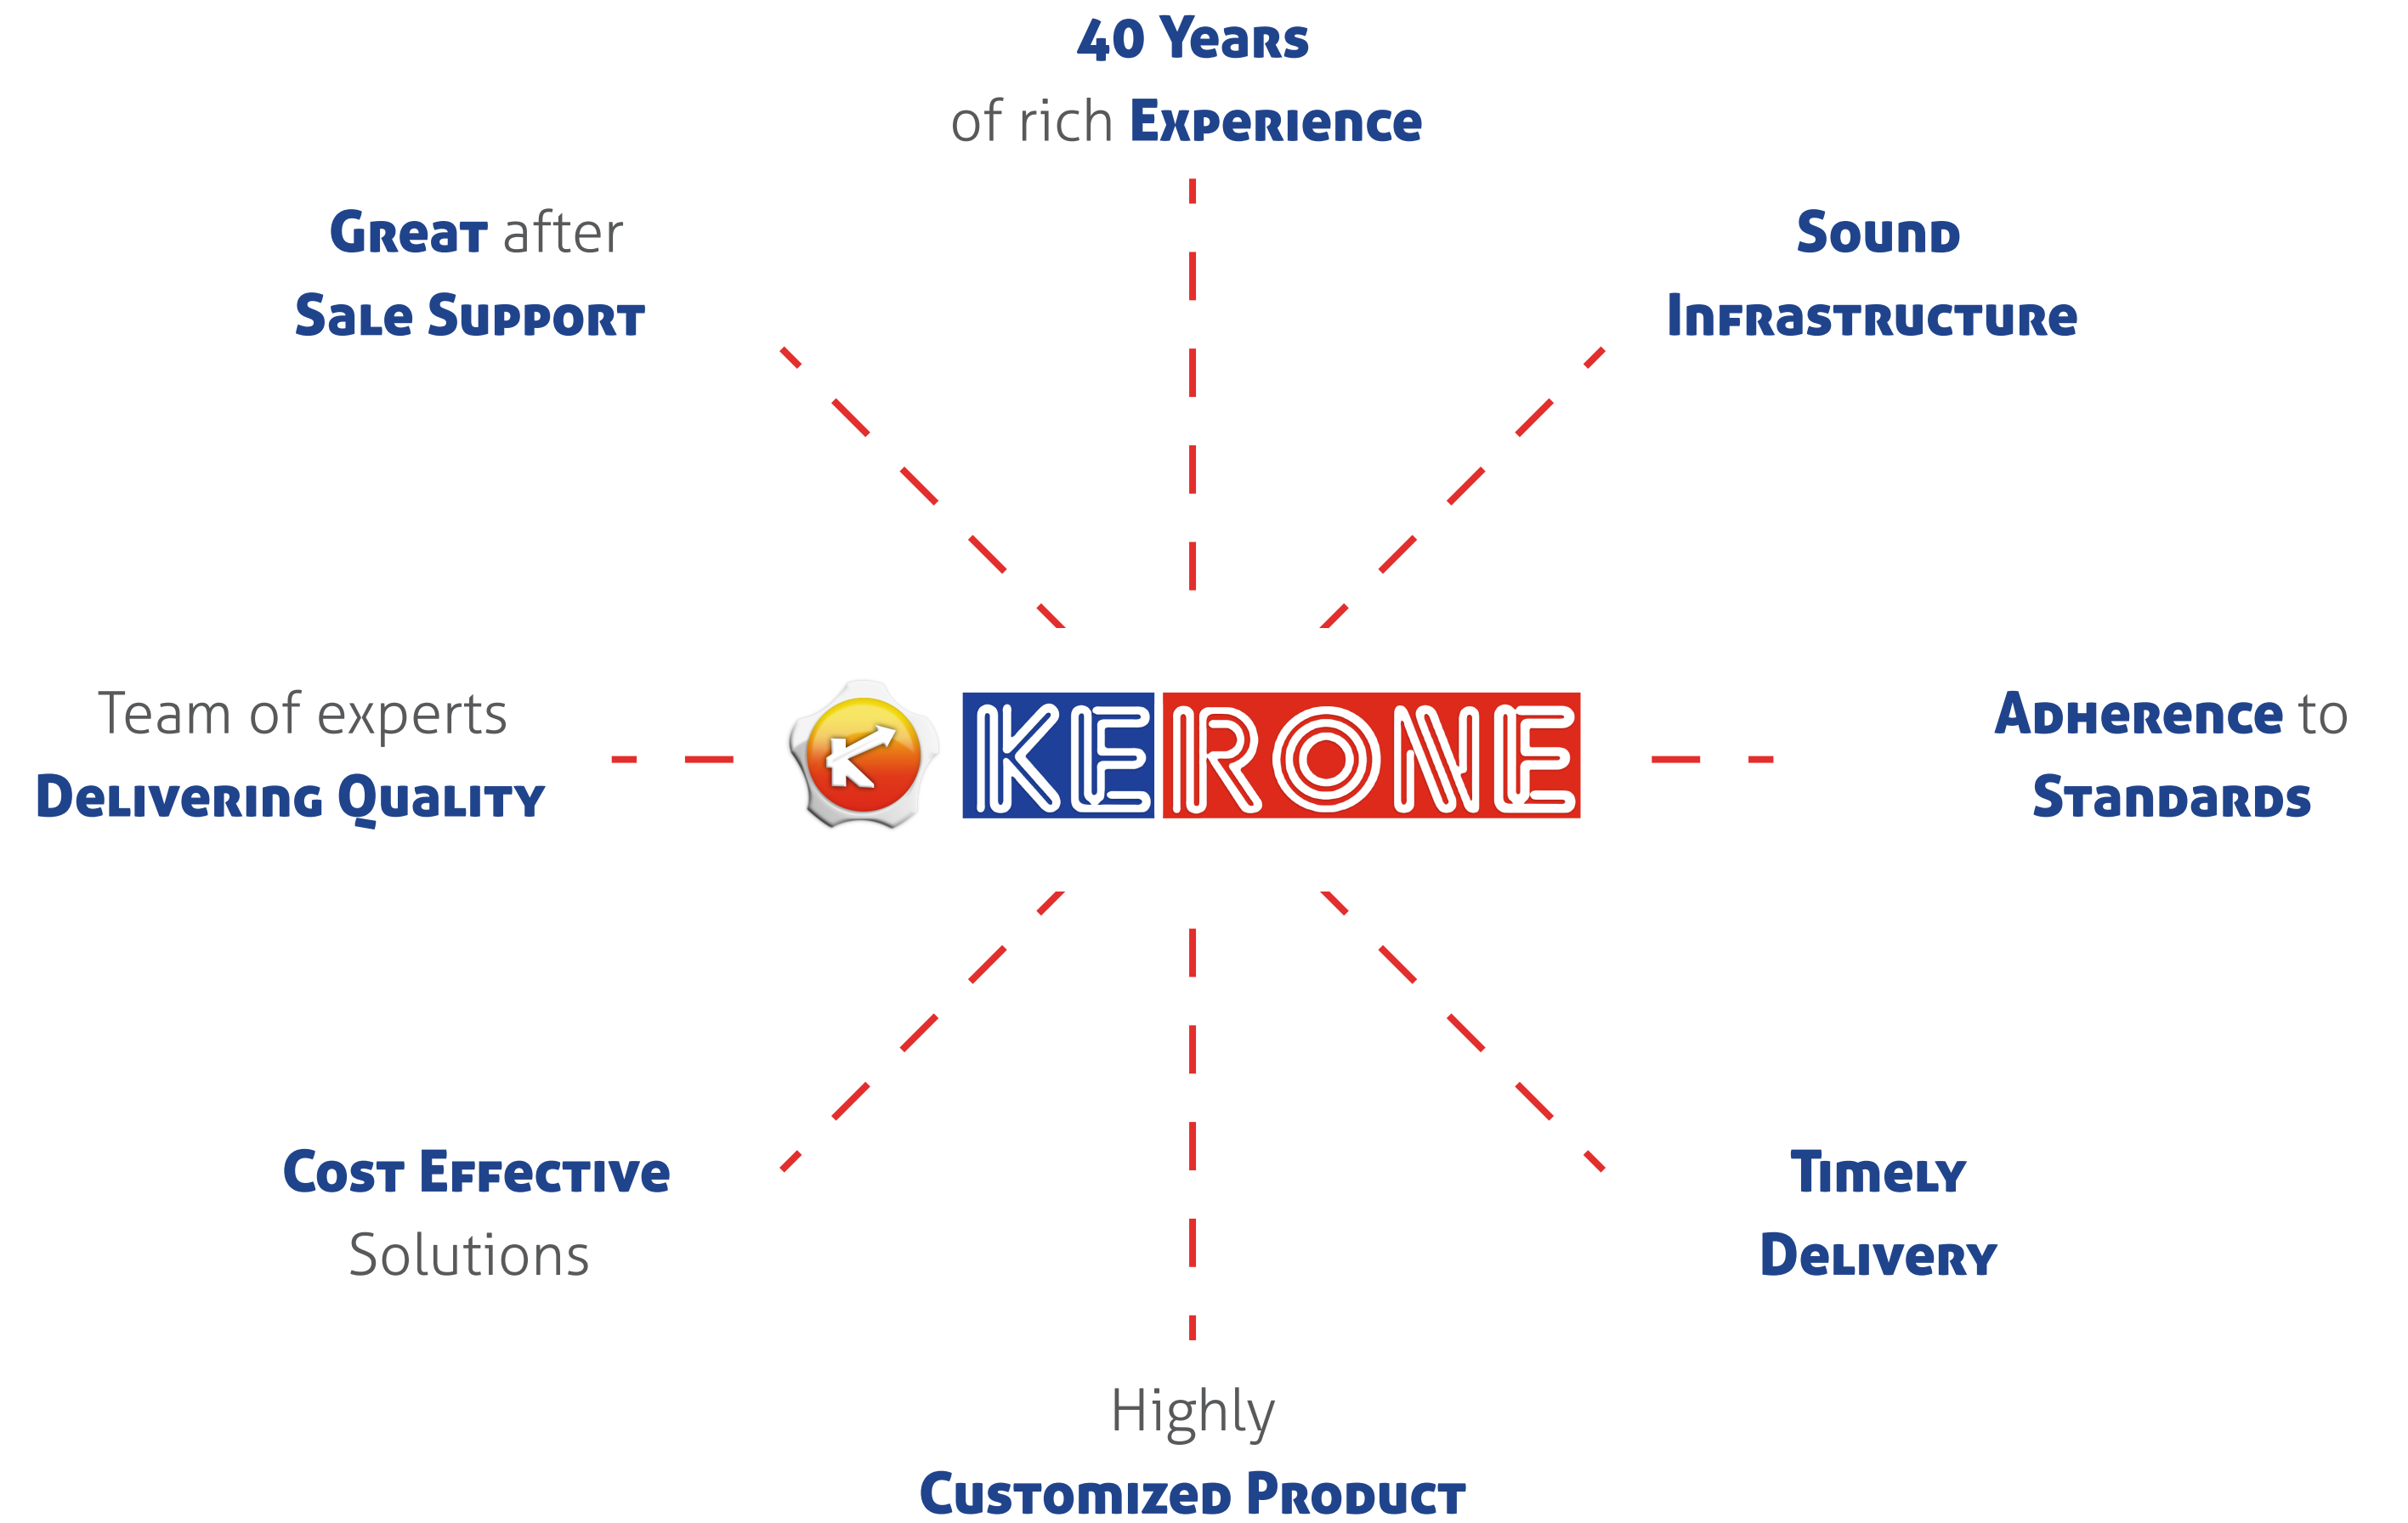 40 Years
of rich Experience
Great after
Sale Support
Sound
Infrastructure
Team of experts
Delivering Quality
K KERONE
Adherence to
Standards
Cost Effective
Solutions
Timely
Delivery
Highly
Customized Product